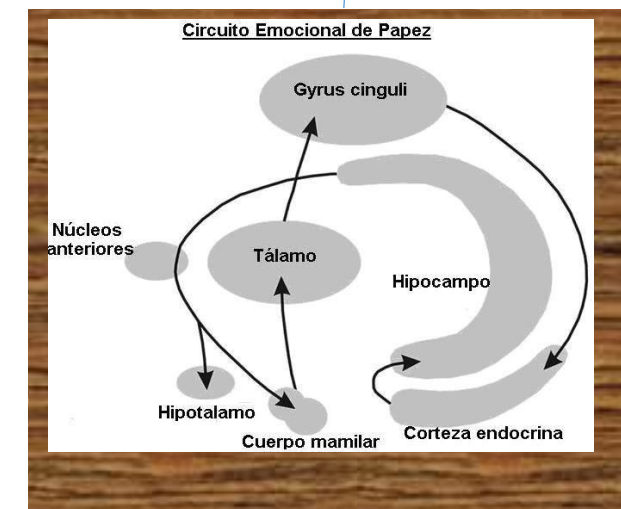 Circuito Emocional de Papez
Gyrus cinguli
Núcleos
anteriores
Tálamo
Hipocampo
Hipotalamo
Cuerpo mamilar
Corteza endocrina